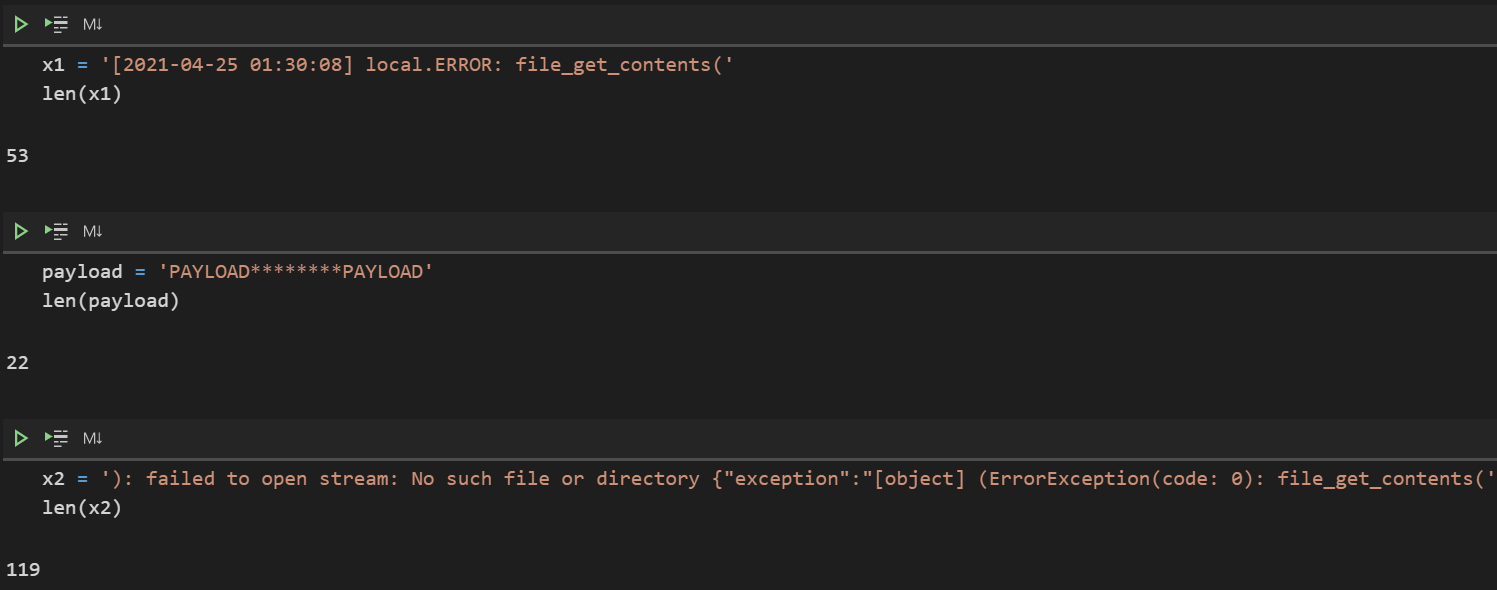 M↓
x1 = '[2021-04-25 01:30:08] local.ERROR: file_get_contents('
len(x1)
53
M↓
payload = 'PAYLOAD********PAYLOAD'
len(payload)
22
M↓
x2 = '): failed to open stream: No such file or directory {"exception":"[object] (ErrorException(code: 0): file_get_contents('
len(x2)
119